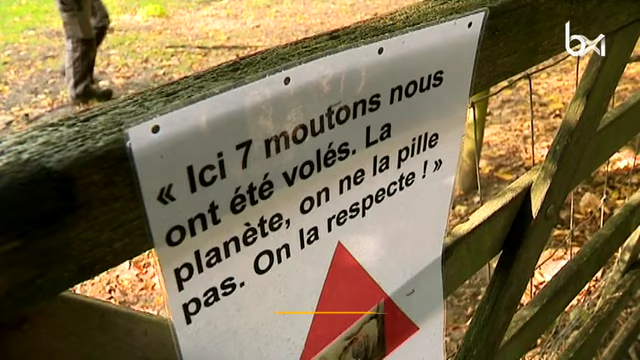 bx1
« Ici 7 moutons nous
ont été volés. La
planète, on ne la pille
pas. On la respecte ! »